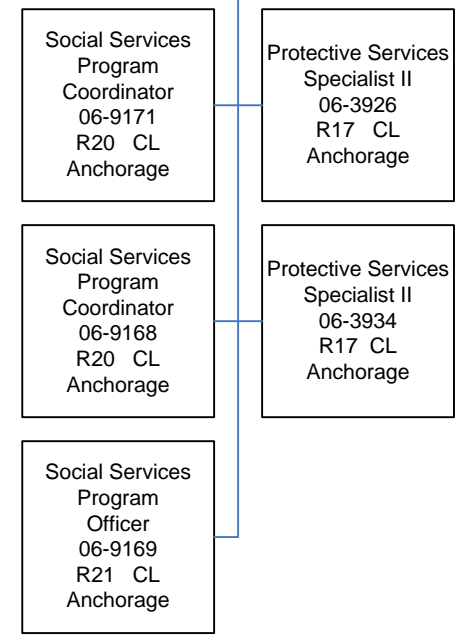 Social Services
Program
Coordinator
06-9171
R20 CL
Anchorage
Protective Services
Specialist II
06-3926
R17 CL
Anchorage
Social Services
Program
Coordinator
06-9168
R20 CL
Anchorage
Protective Services
Specialist II
06-3934
R17 CL
Anchorage
Social Services
Program
Officer
06-9169
R21 CL
Anchorage